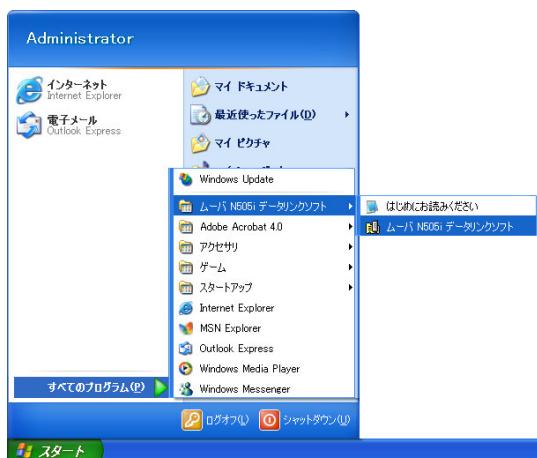 Administrator
インターネット
Internet Explorer
電子メール
Outlook Express
マイ ドキュメント
最近使ったファイル(D)
マイ ピクチャ
Windows Update
ムーバ N505i データリンクソフト
Adobe Acrobat 4.0
アクセサリ
ゲーム
スタートアップ
Internet Explorer
MSN Explorer
Outlook Express
Windows Media Player
Windows Messenger
はじめにお読みください
ムーバ N505i データリンクソフト
すべてのプログラム(P)
ログオフ(L)
シャットダウン(U)
スタート